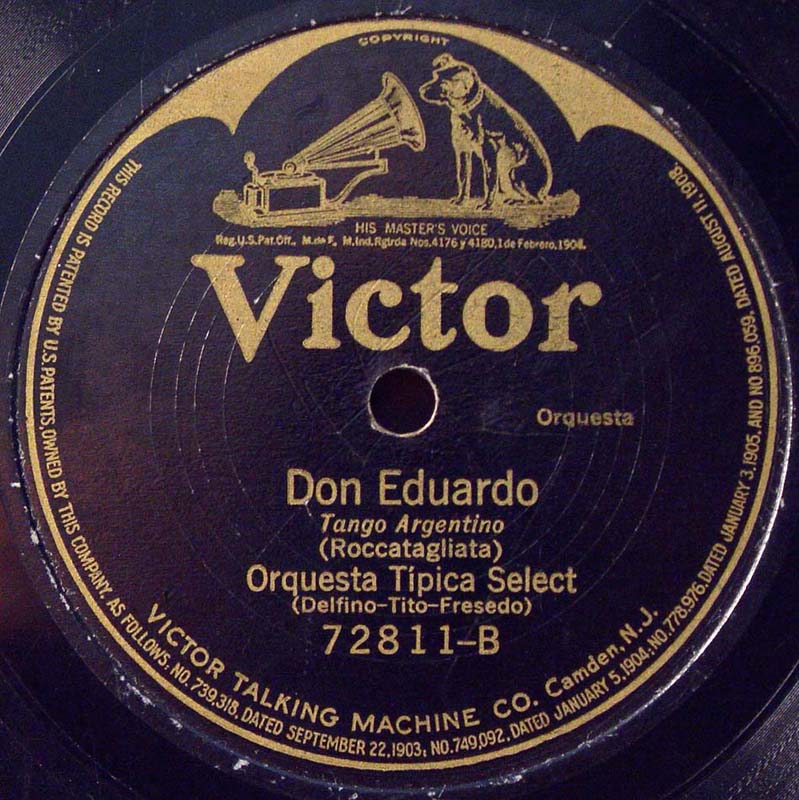 COPYRIGHT
HIS MASTER'S VOICE
Reg.U.S.Pat.Off., M.de F., M.Ind.Rgtrda Nos.4176 y 4180,1 de Febrero,1908.
Victor
Orquesta
Don Eduardo
Tango Argentino
(Roccatagliata)
Orquesta Típica Select
(Delfino-Tito-Fresedo)
72811-B
VICTOR TALKING MACHINE CO. Camden, N.J.
THIS RECORD IS PATENTED BY U.S. PATENTS, OWNED BY THIS COMPANY, AS FOLLOWS: NO. 739,318, DATED SEPTEMBER 22,1903; NO.749,092, DATED JANUARY 5,1904; NO.778,976, DATED JANUARY 3,1905, AND NO 896,059, DATED AUGUST 11,1908.